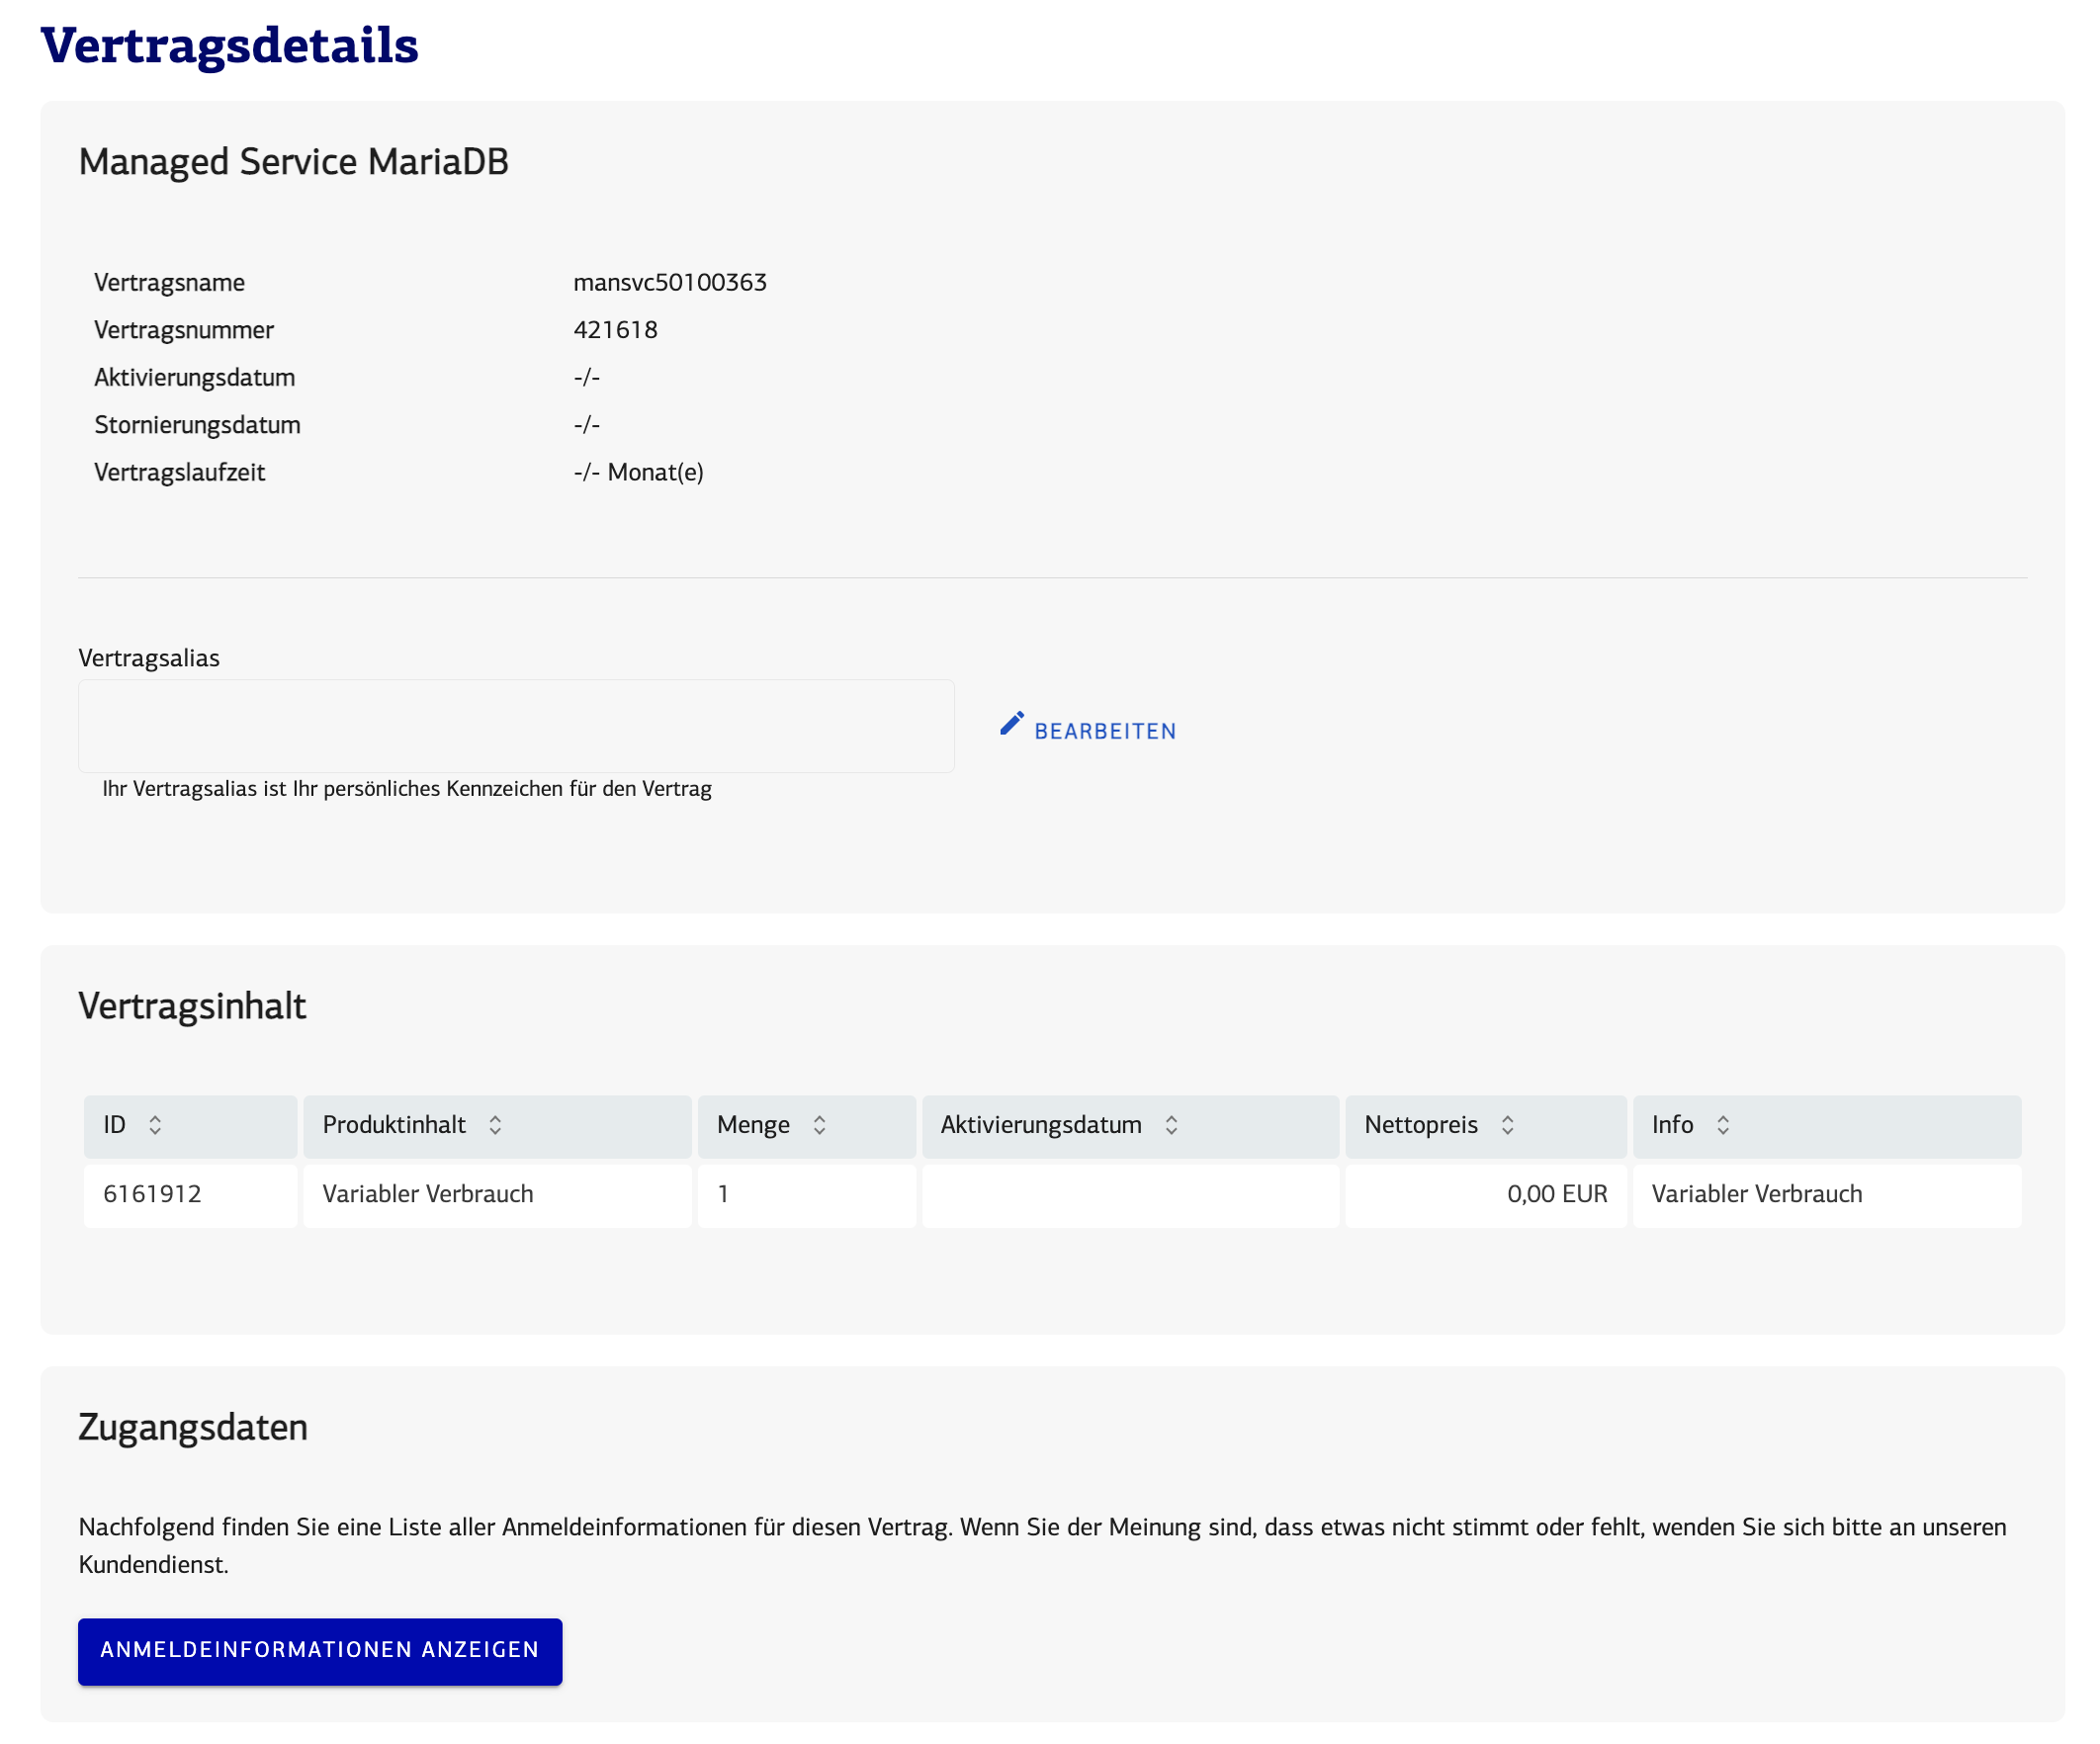 Vertragsdetails
Managed Service MariaDB
Vertragsname mansvc50100363
Vertragsnummer 421618
Aktivierungsdatum -/-
Stornierungsdatum -/-
Vertragslaufzeit -/- Monat(e)
Vertragsalias
BEARBEITEN
Ihr Vertragsalias ist Ihr persönliches Kennzeichen für den Vertrag
Vertragsinhalt
ID Produktinhalt Menge Aktivierungsdatum Nettopreis Info
6161912 Variabler Verbrauch 1 0,00 EUR Variabler Verbrauch
Zugangsdaten
Nachfolgend finden Sie eine Liste aller Anmeldeinformationen für diesen Vertrag. Wenn Sie der Meinung sind, dass etwas nicht stimmt oder fehlt, wenden Sie sich bitte an unseren
Kundendienst.
ANMELDEINFORMATIONEN ANZEIGEN